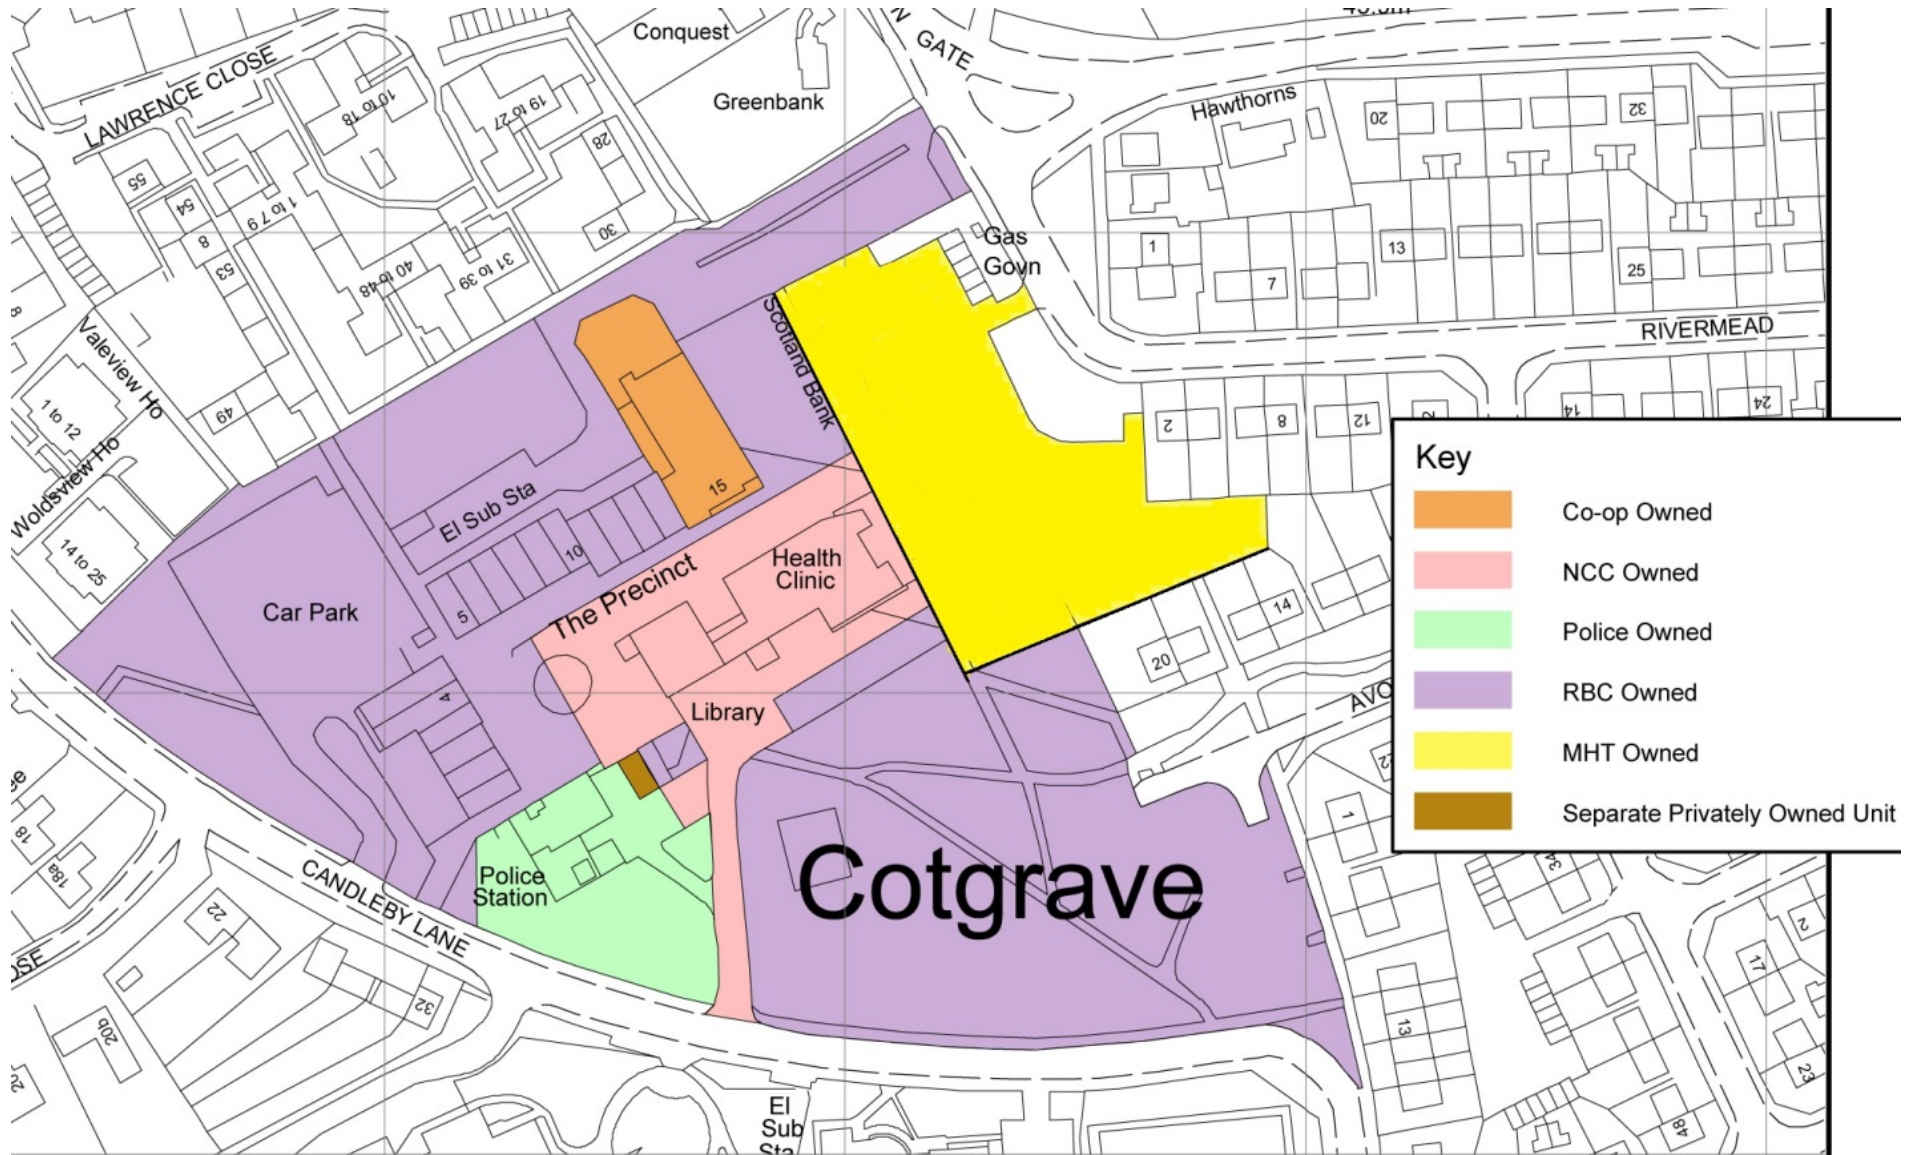 Conquest
GATE
LAWRENCE CLOSE
10 to 18
19 to 27
Greenbank
Hawthorns
20
32
28
55
54
8
1 to 7 9
53
30
40 to 48
31 to 39
Gas
Govn
1
13
7
25
Valeview Ho
Scotland Bank
RIVERMEAD
1 to 12
49
2
8
12
14
24
Woldsview Ho
14 to 25
El Sub Sta
15
10
5
The Precinct
Health
Clinic
Car Park
14
20
4
Library
AVO
Key
Co-op Owned
NCC Owned
Police Owned
RBC Owned
MHT Owned
Separate Privately Owned Unit
1
18
18a
Police
Station
Cotgrave
CANDLEBY LANE
34
22
OSE
32
20b
13
17
2
23
48
El
Sub
Sta